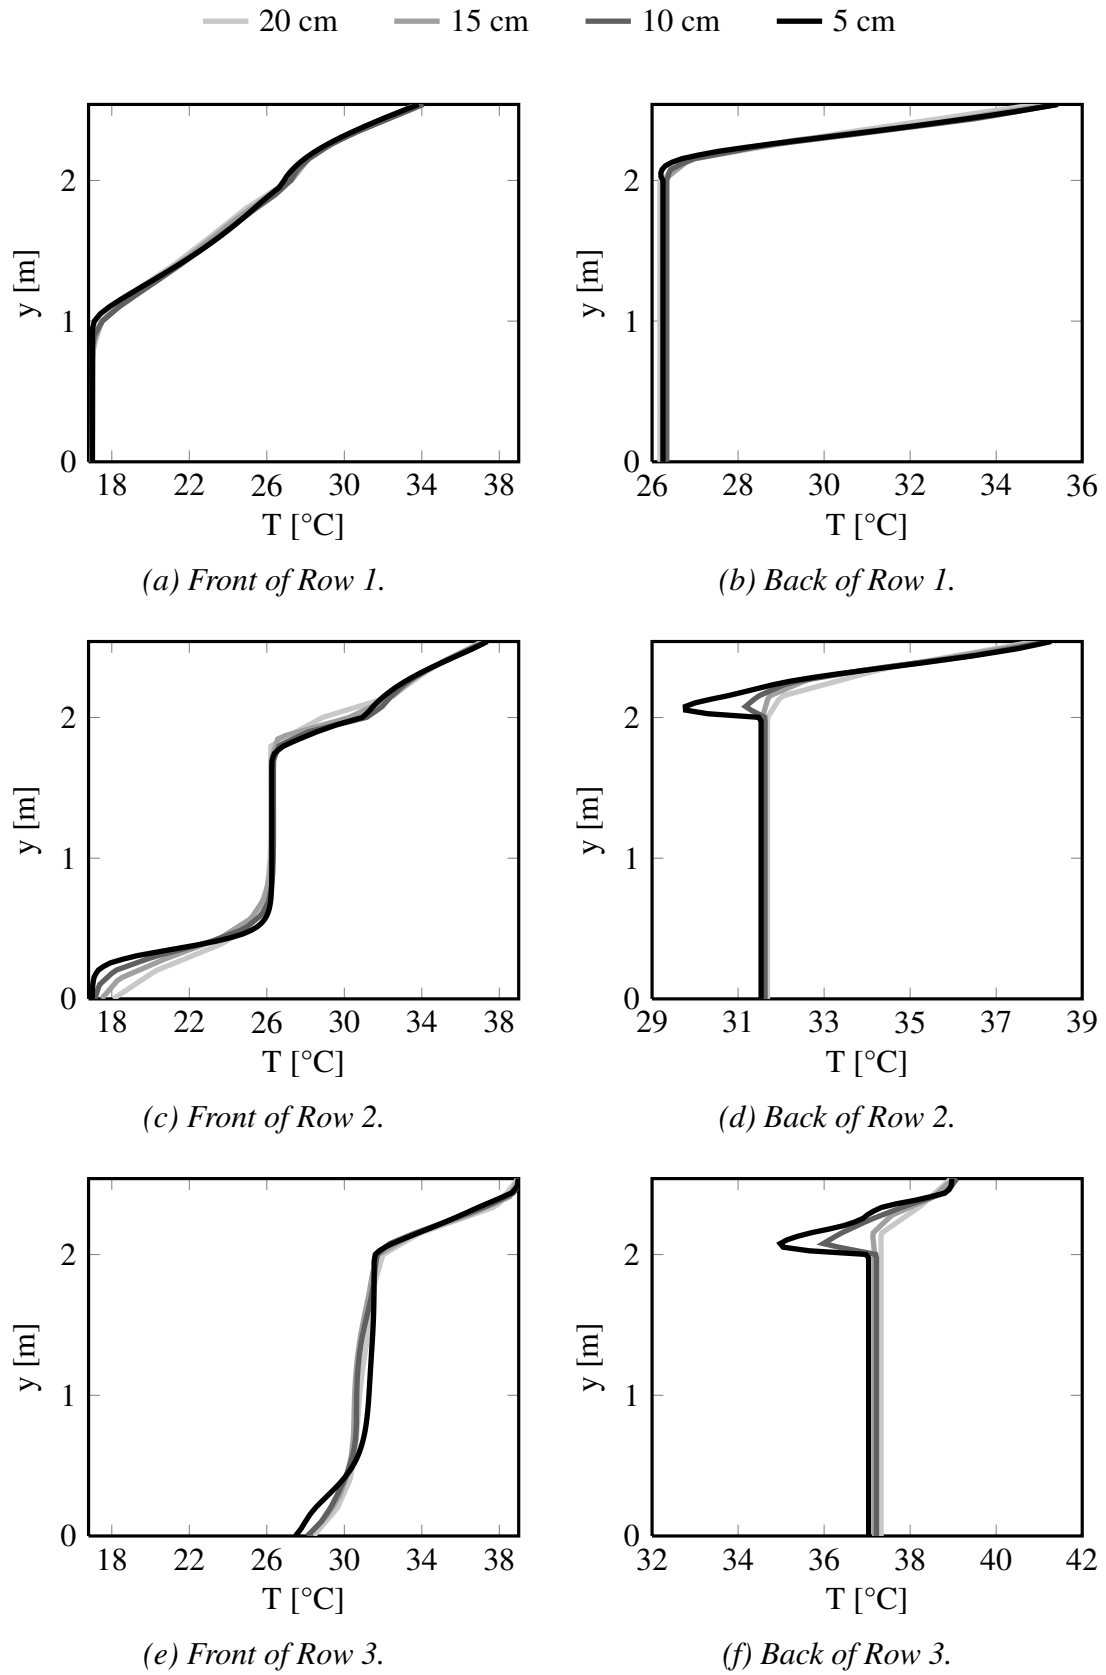 20 cm 15 cm 10 cm 5 cm
2
1
0
y [m]
18 22 26 30 34 38
T [°C]
(a) Front of Row 1.
2
1
0
y [m]
26 28 30 32 34 36
T [°C]
(b) Back of Row 1.
2
1
0
y [m]
18 22 26 30 34 38
T [°C]
(c) Front of Row 2.
2
1
0
y [m]
29 31 33 35 37 39
T [°C]
(d) Back of Row 2.
2
1
0
y [m]
18 22 26 30 34 38
T [°C]
(e) Front of Row 3.
2
1
0
y [m]
32 34 36 38 40 42
T [°C]
(f) Back of Row 3.